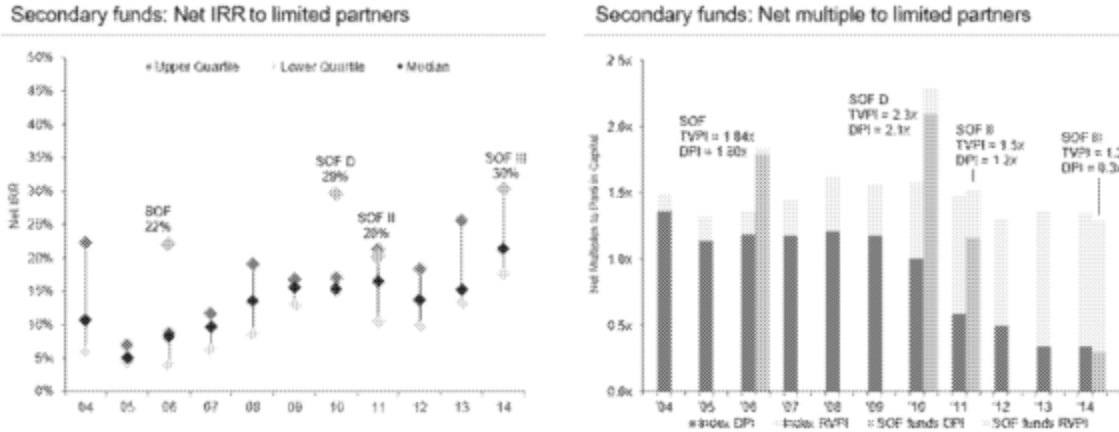 Secondary funds: Net IRR to limited partners
50%
Upper Quartile Lower Quartile Median
45%
40%
35%
30%
25%
20%
15%
10%
5%
0%
Net IRR
SOF
22%
SOF D
29%
SOF II
20%
SOF III
30%
'04 05 06 07 08 09 10 11 12 13 14
Secondary funds: Net multiple to limited partners
2.5x
2.0x
1.5x
1.0x
0.5x
0.0x
Net Multiples to Paid in Capital
SOF
TVPI = 1.84x
DPI = 1.80x
SOF D
TVPI = 2.3x
DPI = 2.1x
SOF II
TVPI = 1.5x
DPI = 1.2x
SOF III
TVPI = 1.
DPI = 0.3x
'04 '05 '06 '07 '08 '09 '10 '11 '12 '13 '14
Index DPI Index RVPI SOF funds DPI SOF funds RVPI